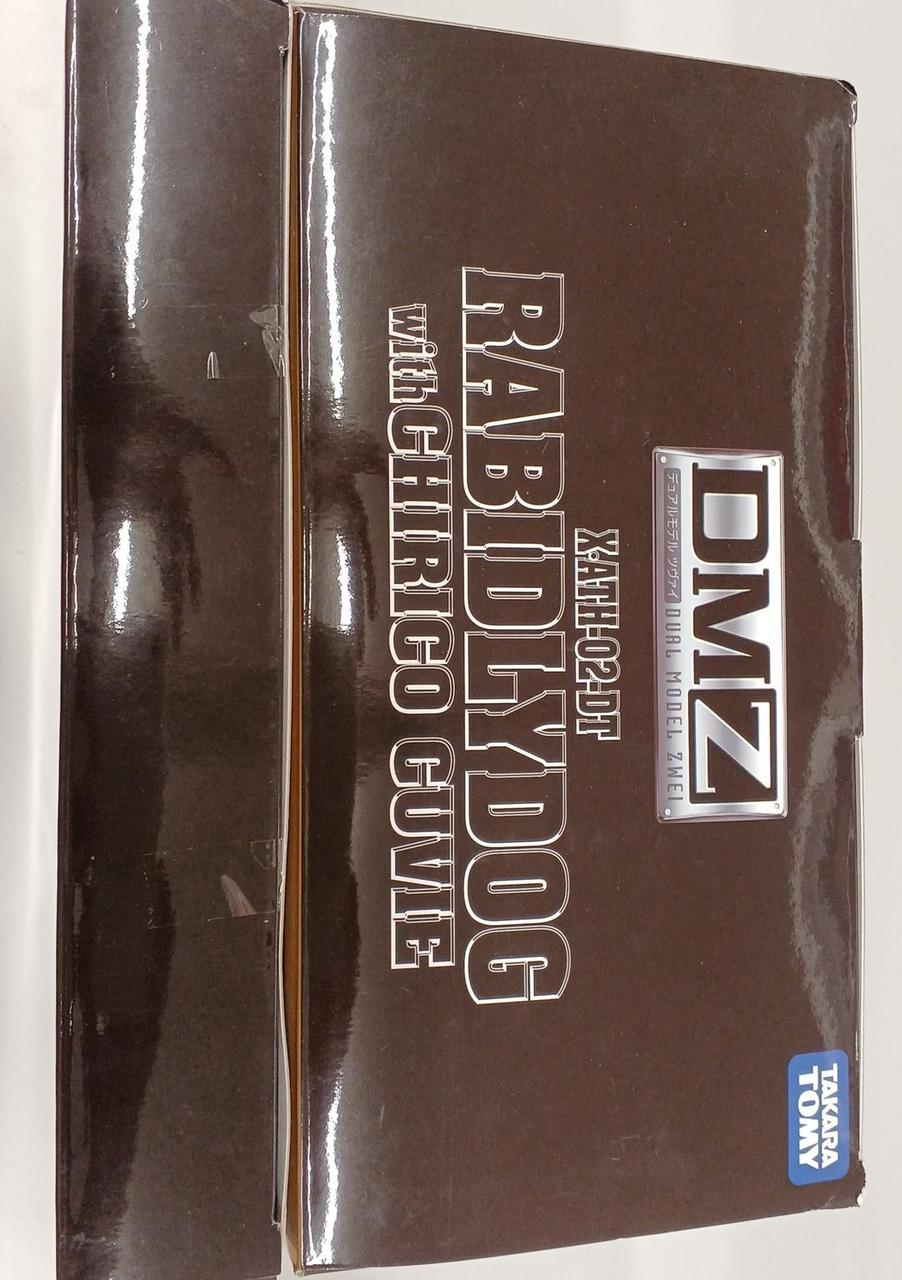 DMZ
デュアルモデルツヴァイ DUAL MODEL ZWEI
X·ATH-02-DT
RABIDLYDOG
with CHIRICO CUVIE
TAKARA
TOMY